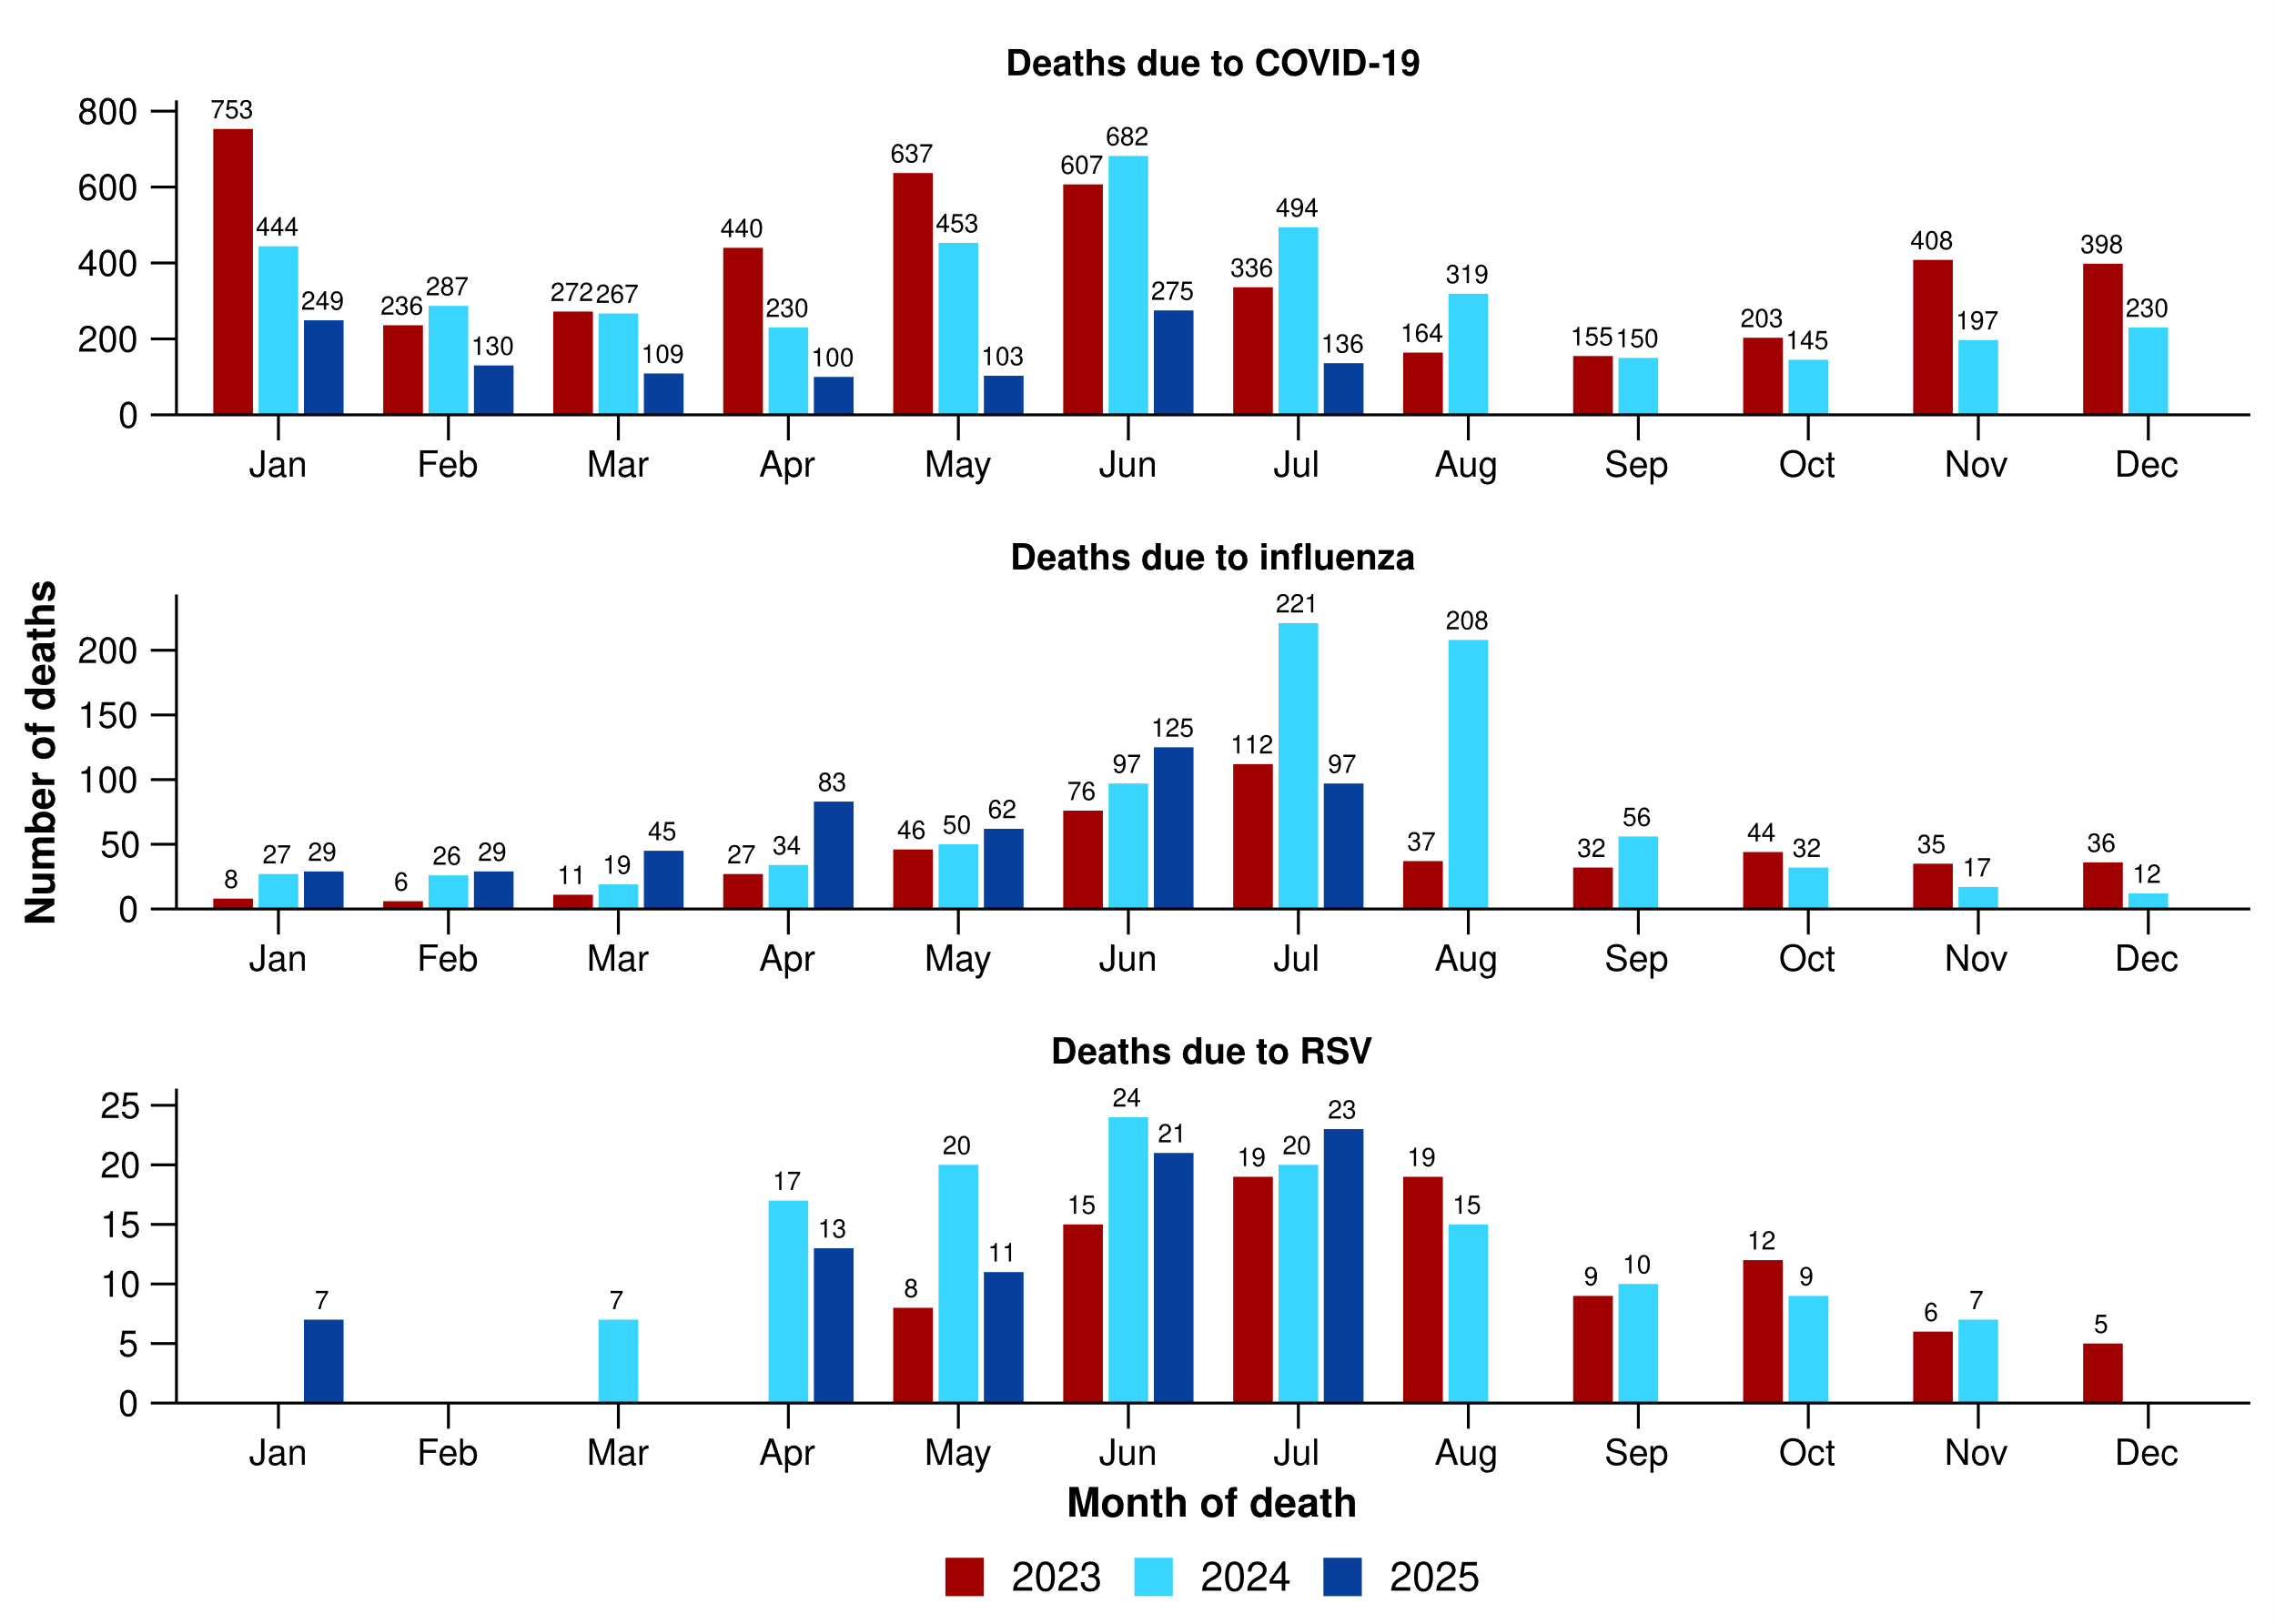 Deaths due to COVID-19
800
600
400
200
0
753 444 249
236 287 130
272 267 109
440 230 100
637 453 103
607 682 275
336 494 136
164 319
155 150
203 145
408 197
398 230
Jan Feb Mar Apr May Jun Jul Aug Sep Oct Nov Dec
Number of deaths
Deaths due to influenza
200
150
100
50
0
8 27 29
6 26 29
11 19 45
27 34 83
46 50 62
76 97 125
112 221 97
37 208
32 56
44 32
35 17
36 12
Jan Feb Mar Apr May Jun Jul Aug Sep Oct Nov Dec
Deaths due to RSV
25
20
15
10
5
0
7
7
17 13
8 20 11
15 24 21
19 20 23
19 15
9 10
12 9
6 7
5
Jan Feb Mar Apr May Jun Jul Aug Sep Oct Nov Dec
Month of death
2023 2024 2025